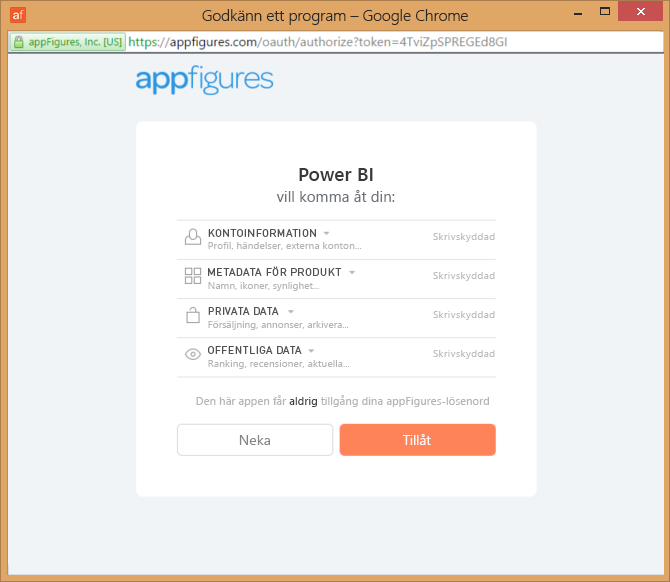 af
Godkänn ett program – Google Chrome
appFigures, Inc. [US] https://appfigures.com/oauth/authorize?token=4TviZpSPREGEd8GI
appfigures
Power BI
vill komma åt din:
KONTOINFORMATION
Skrivskyddad
Profil, händelser, externa konton...
METADATA FÖR PRODUKT
Skrivskyddad
Namn, ikoner, synlighet...
PRIVATA DATA
Skrivskyddad
Försäljning, annonser, arkivera...
OFFENTLIGA DATA
Skrivskyddad
Ranking, recensioner, aktuella...
Den här appen får aldrig tillgång dina appFigures-lösenord
Neka
Tillåt